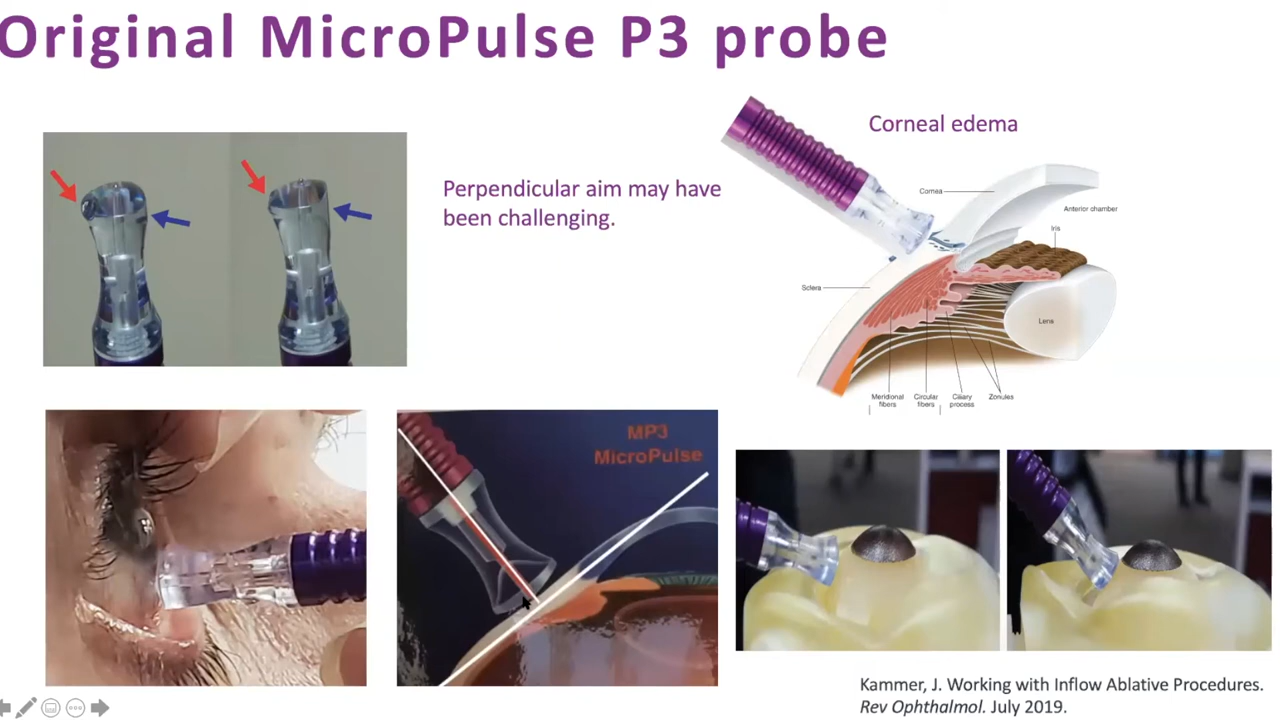 Original MicroPulse P3 probe
Perpendicular aim may have
been challenging.
Corneal edema
Cornea
Anterior chamber
Iris
Sclera
Lens
Meridional
fibers
Circular
fibers
Ciliary
process
Zonules
MP3
MicroPulse
Kammer, J. Working with Inflow Ablative Procedures.
Rev Ophthalmol. July 2019.